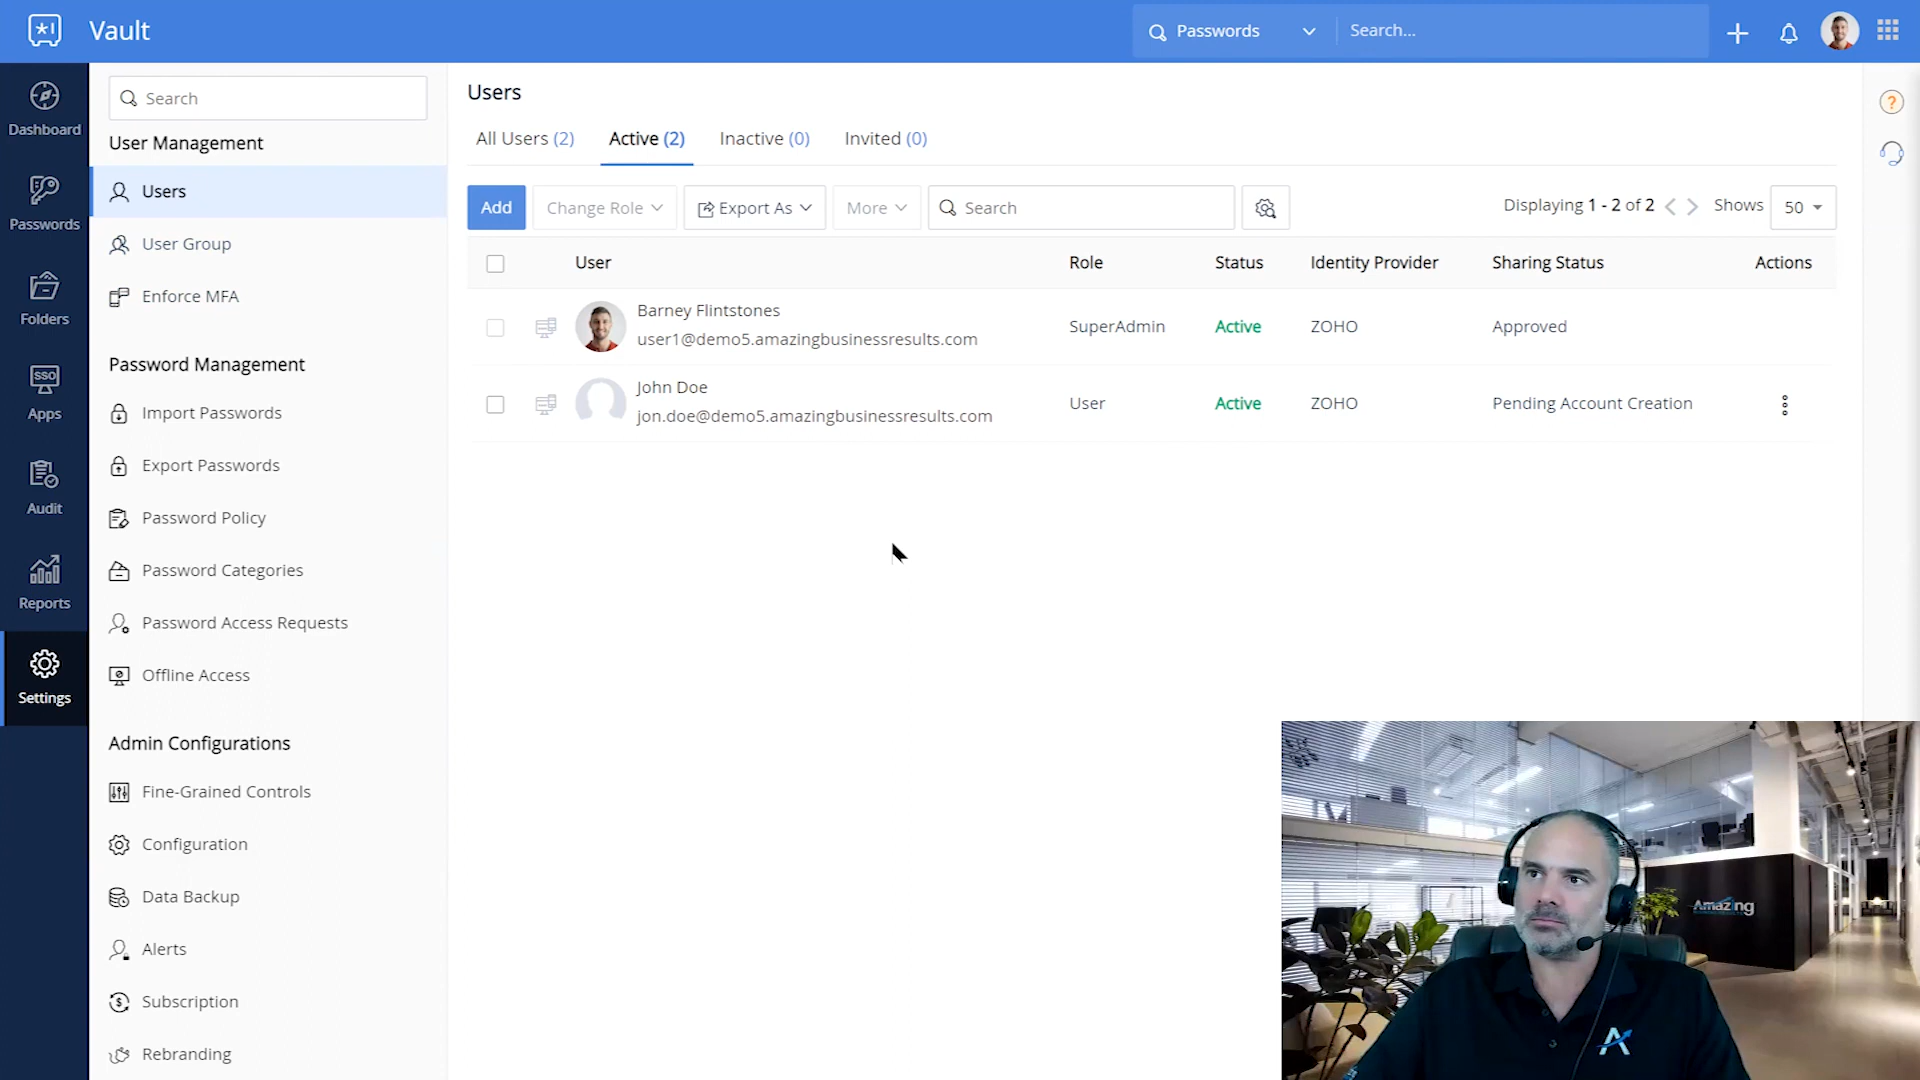 Vault
Passwords
Search...
Dashboard
Passwords
Folders
SSO
Apps
Audit
Reports
Settings
Search
User Management
Users
User Group
Enforce MFA
Password Management
Import Passwords
Export Passwords
Password Policy
Password Categories
Password Access Requests
Offline Access
Admin Configurations
Fine-Grained Controls
Configuration
Data Backup
Alerts
Subscription
Rebranding
Users
All Users (2) Active (2) Inactive (0) Invited (0)
Add Change Role Export As More Search Displaying 1 - 2 of 2 Shows 50
User Role Status Identity Provider Sharing Status Actions
Barney Flintstones
user1@demo5.amazingbusinessresults.com SuperAdmin Active ZOHO Approved
John Doe
jon.doe@demo5.amazingbusinessresults.com User Active ZOHO Pending Account Creation
?
Amazing